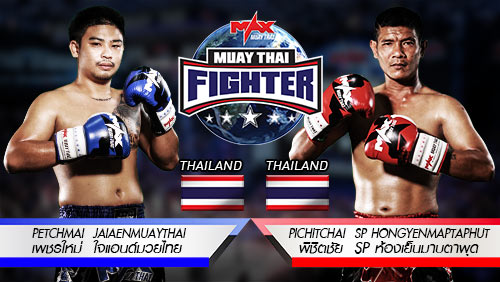 MAX
MUAY THAI
MUAY THAI
FIGHTER
THAILAND
THAILAND
PETCHMAI JAIAENMUAYTHAI
เพชรใหม่ ใจแอนด์มวยไทย
PICHITCHAI SP HONGYENMAPTAPHUT
พิชิตชัย SP ห้องเย็นมาบตาพุด